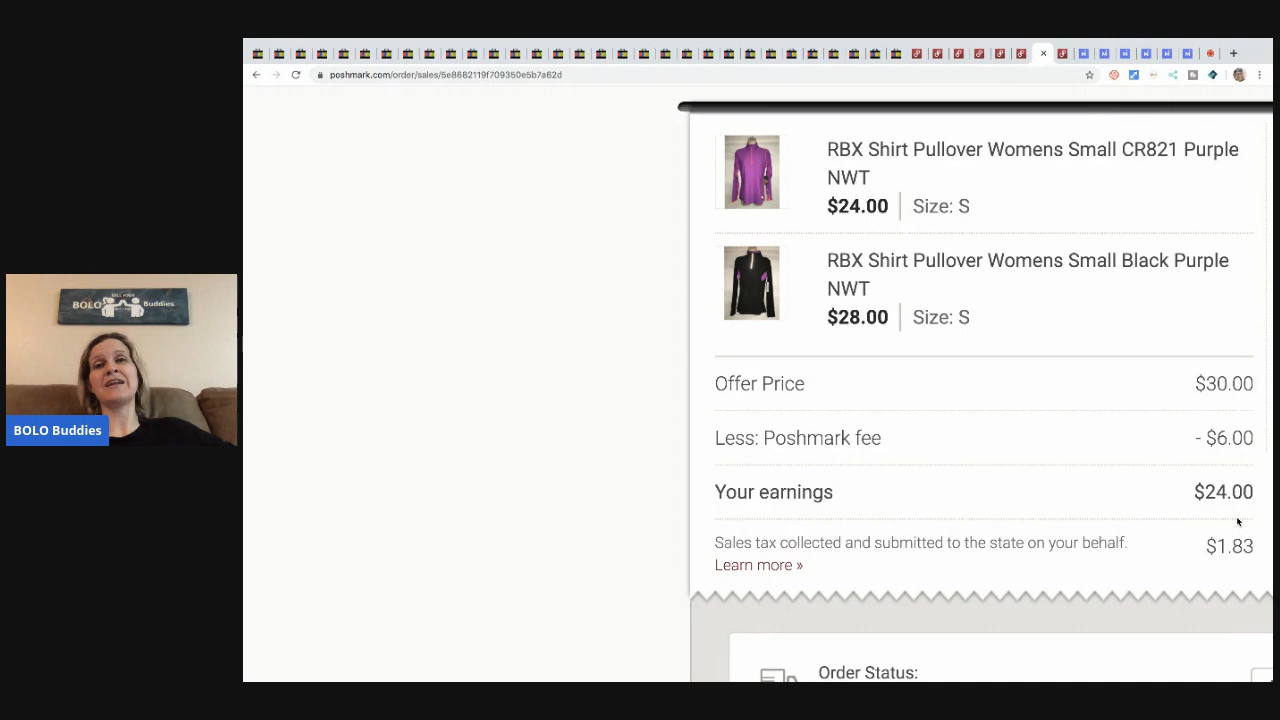 poshmark.com/order/sales/5e8682119f709350e5b7a62d
RBX Shirt Pullover Womens Small CR821 Purple
NWT
$24.00 Size: S
RBX Shirt Pullover Womens Small Black Purple
NWT
$28.00 Size: S
Offer Price $30.00
Less: Poshmark fee - $6.00
Your earnings $24.00
Sales tax collected and submitted to the state on your behalf. $1.83
Learn more »
Order Status:
BOLO Buddies
BOLO Buddies